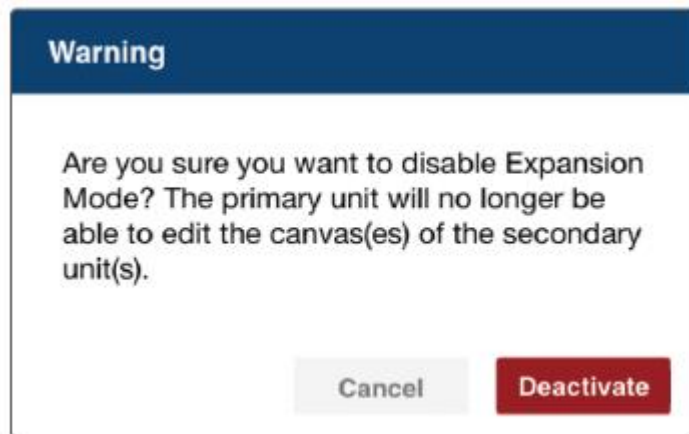 Warning
Are you sure you want to disable Expansion
Mode? The primary unit will no longer be
able to edit the canvas(es) of the secondary
unit(s).
Cancel
Deactivate